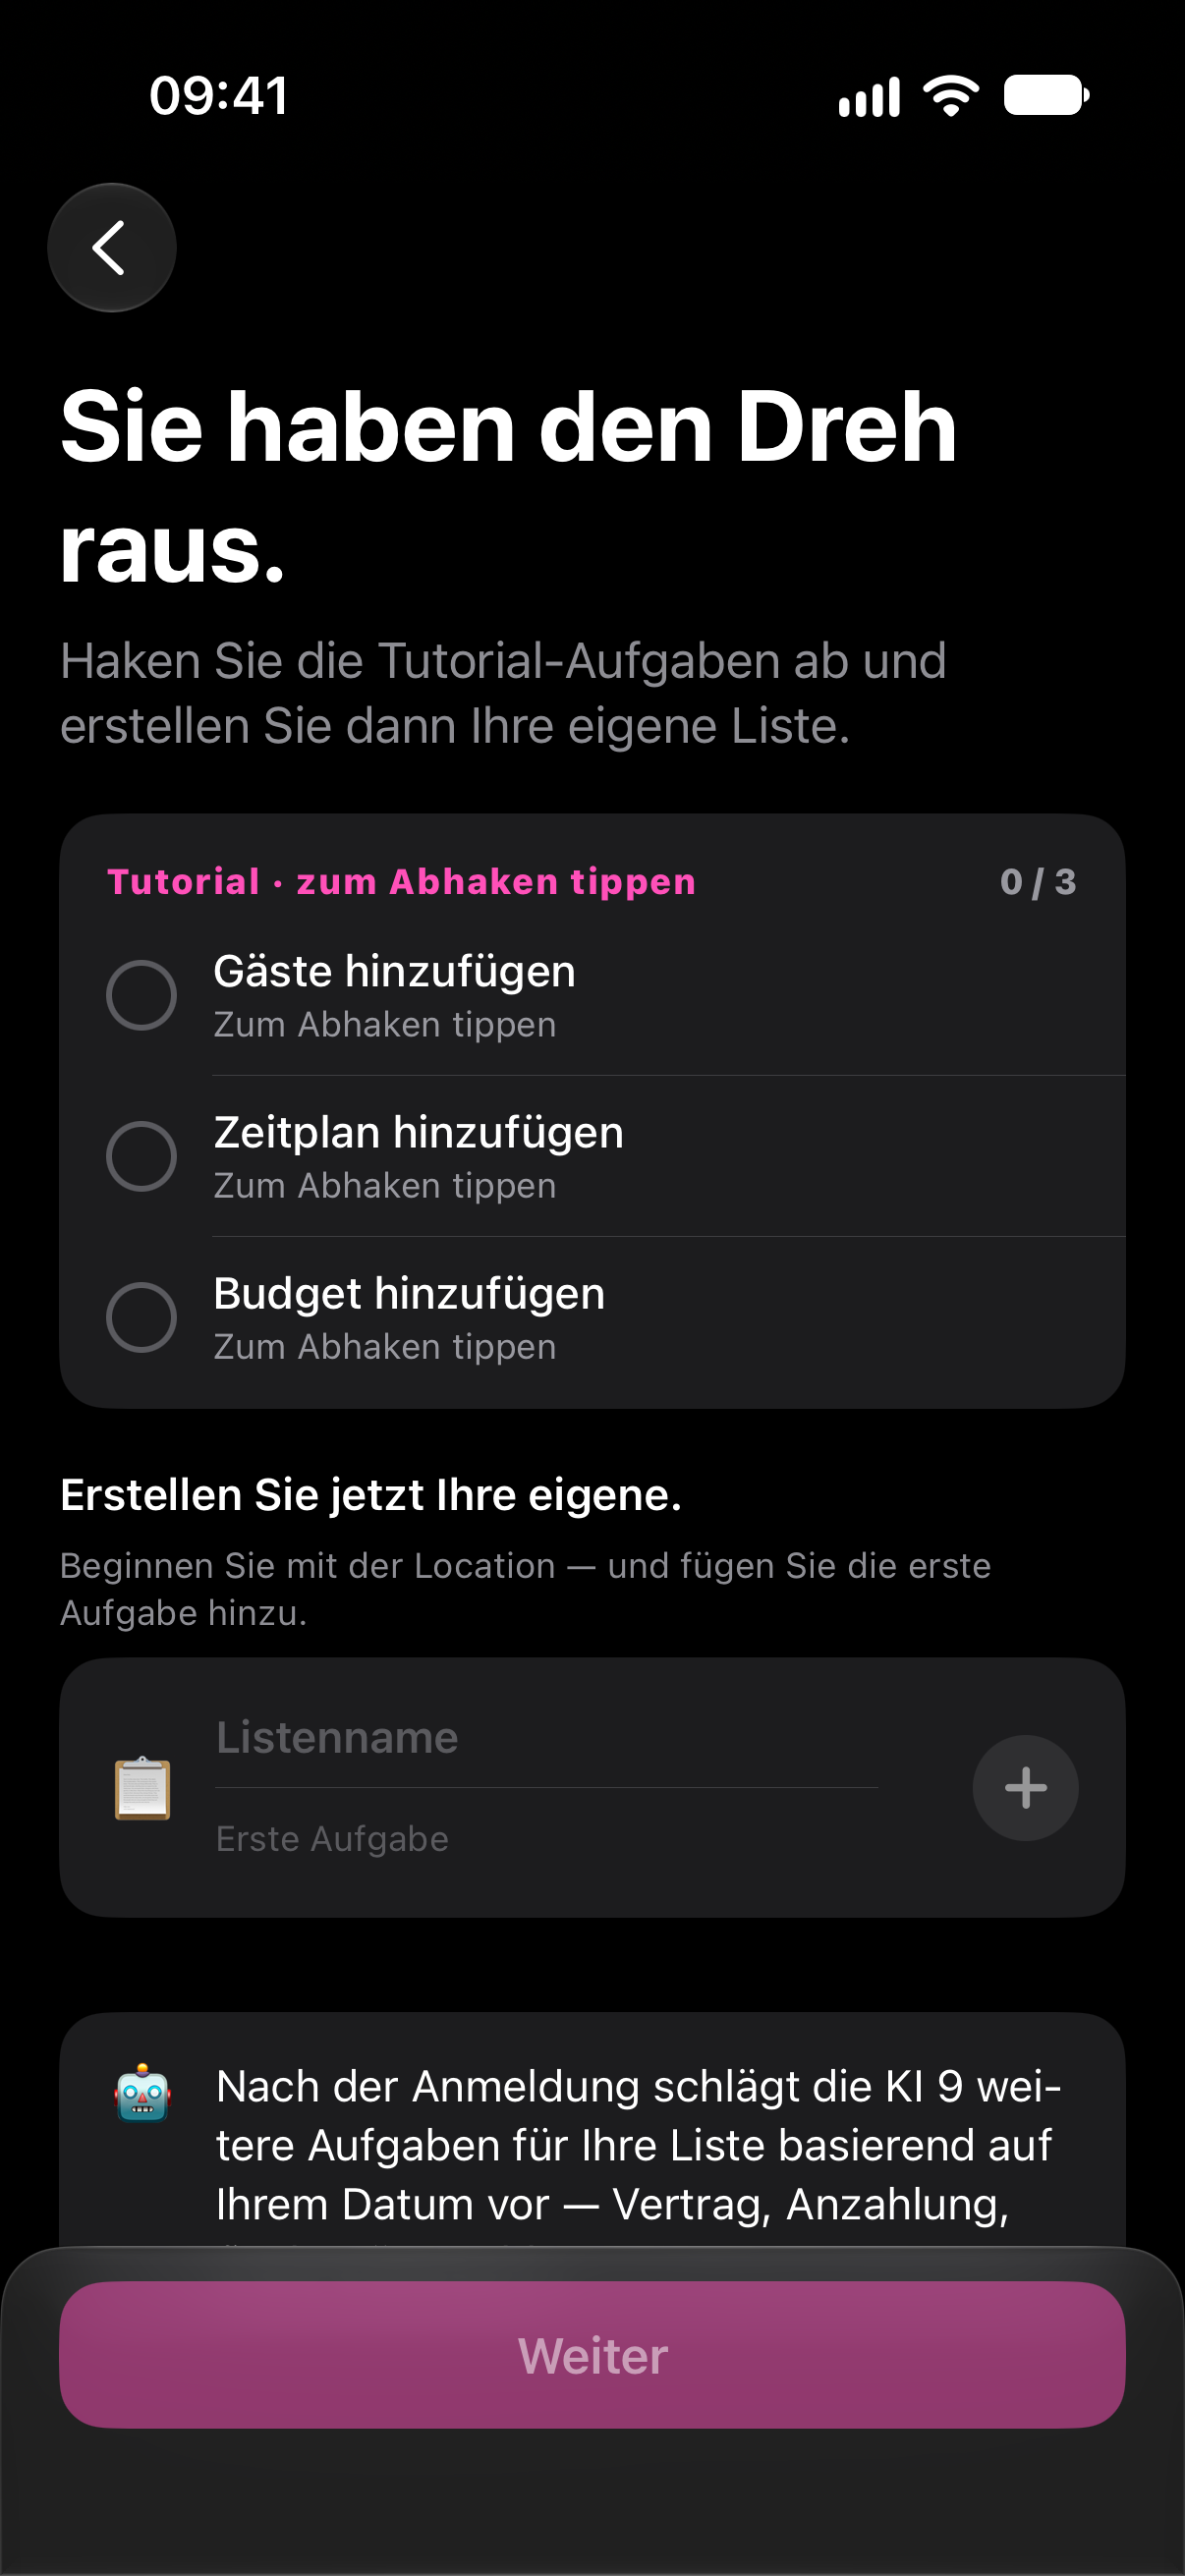 09:41
Sie haben den Dreh
raus.
Haken Sie die Tutorial-Aufgaben ab und
erstellen Sie dann Ihre eigene Liste.
Tutorial · zum Abhaken tippen 0 / 3
Gäste hinzufügen
Zum Abhaken tippen
Zeitplan hinzufügen
Zum Abhaken tippen
Budget hinzufügen
Zum Abhaken tippen
Erstellen Sie jetzt Ihre eigene.
Beginnen Sie mit der Location — und fügen Sie die erste
Aufgabe hinzu.
Listenname
Erste Aufgabe
Nach der Anmeldung schlägt die KI 9 wei-
tere Aufgaben für Ihre Liste basierend auf
Ihrem Datum vor — Vertrag, Anzahlung,
Weiter